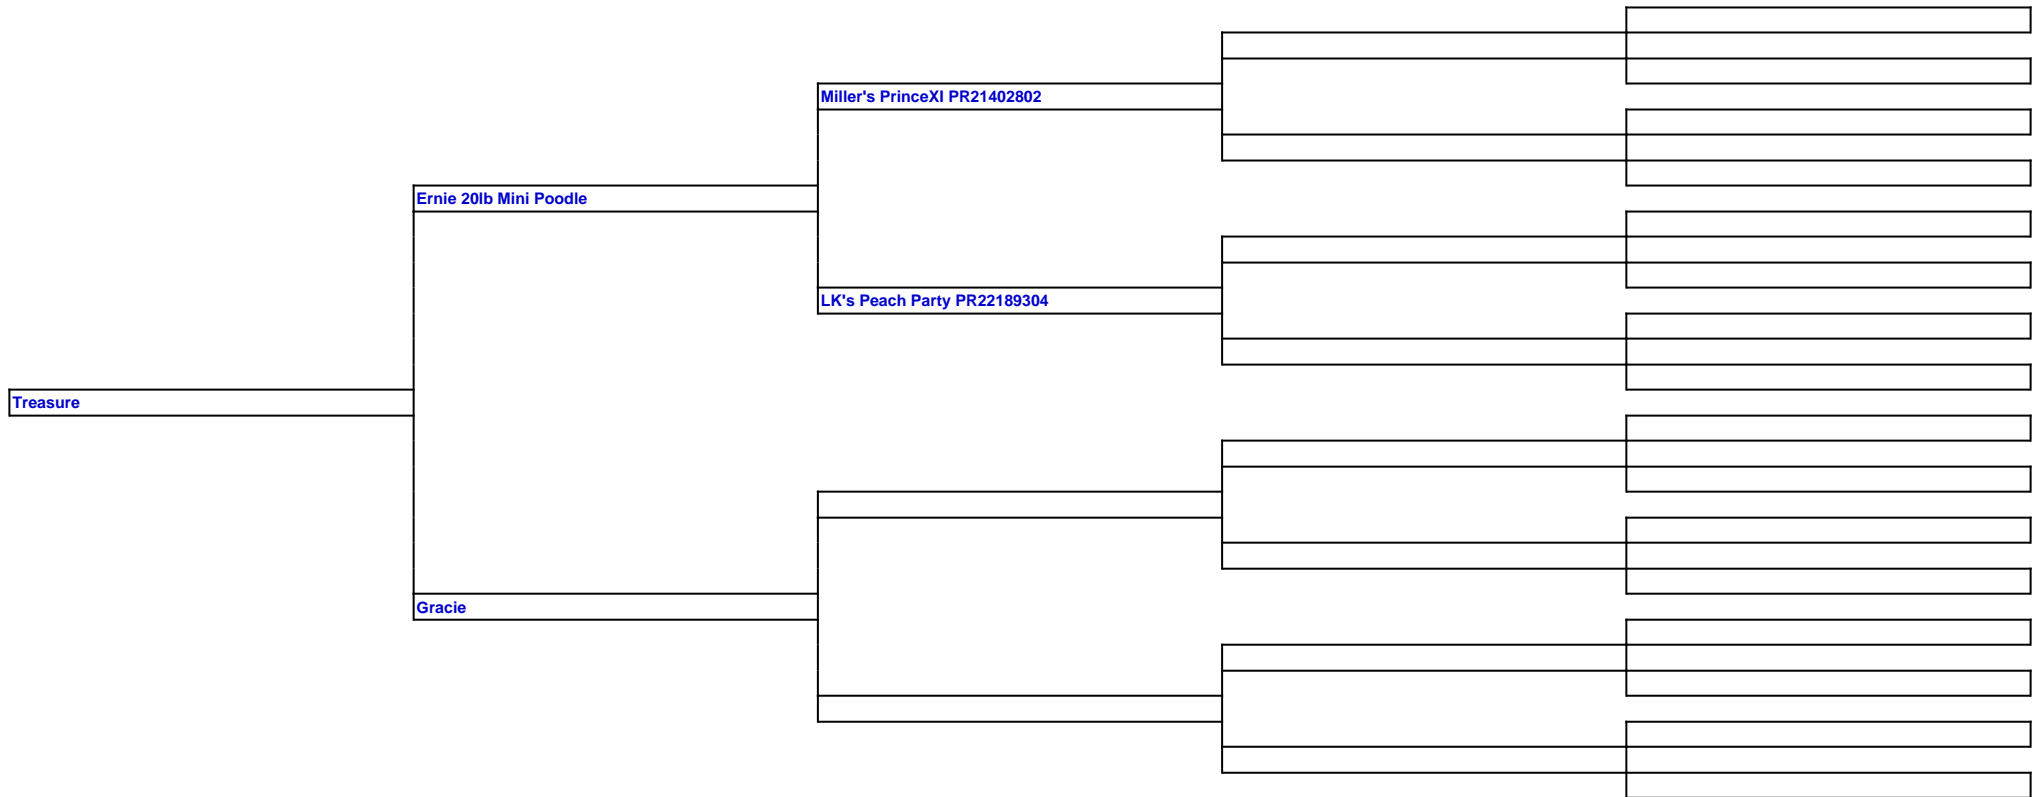 Miller's PrinceXI PR21402802
Ernie 20lb Mini Poodle
LK's Peach Party PR22189304
Treasure
Gracie